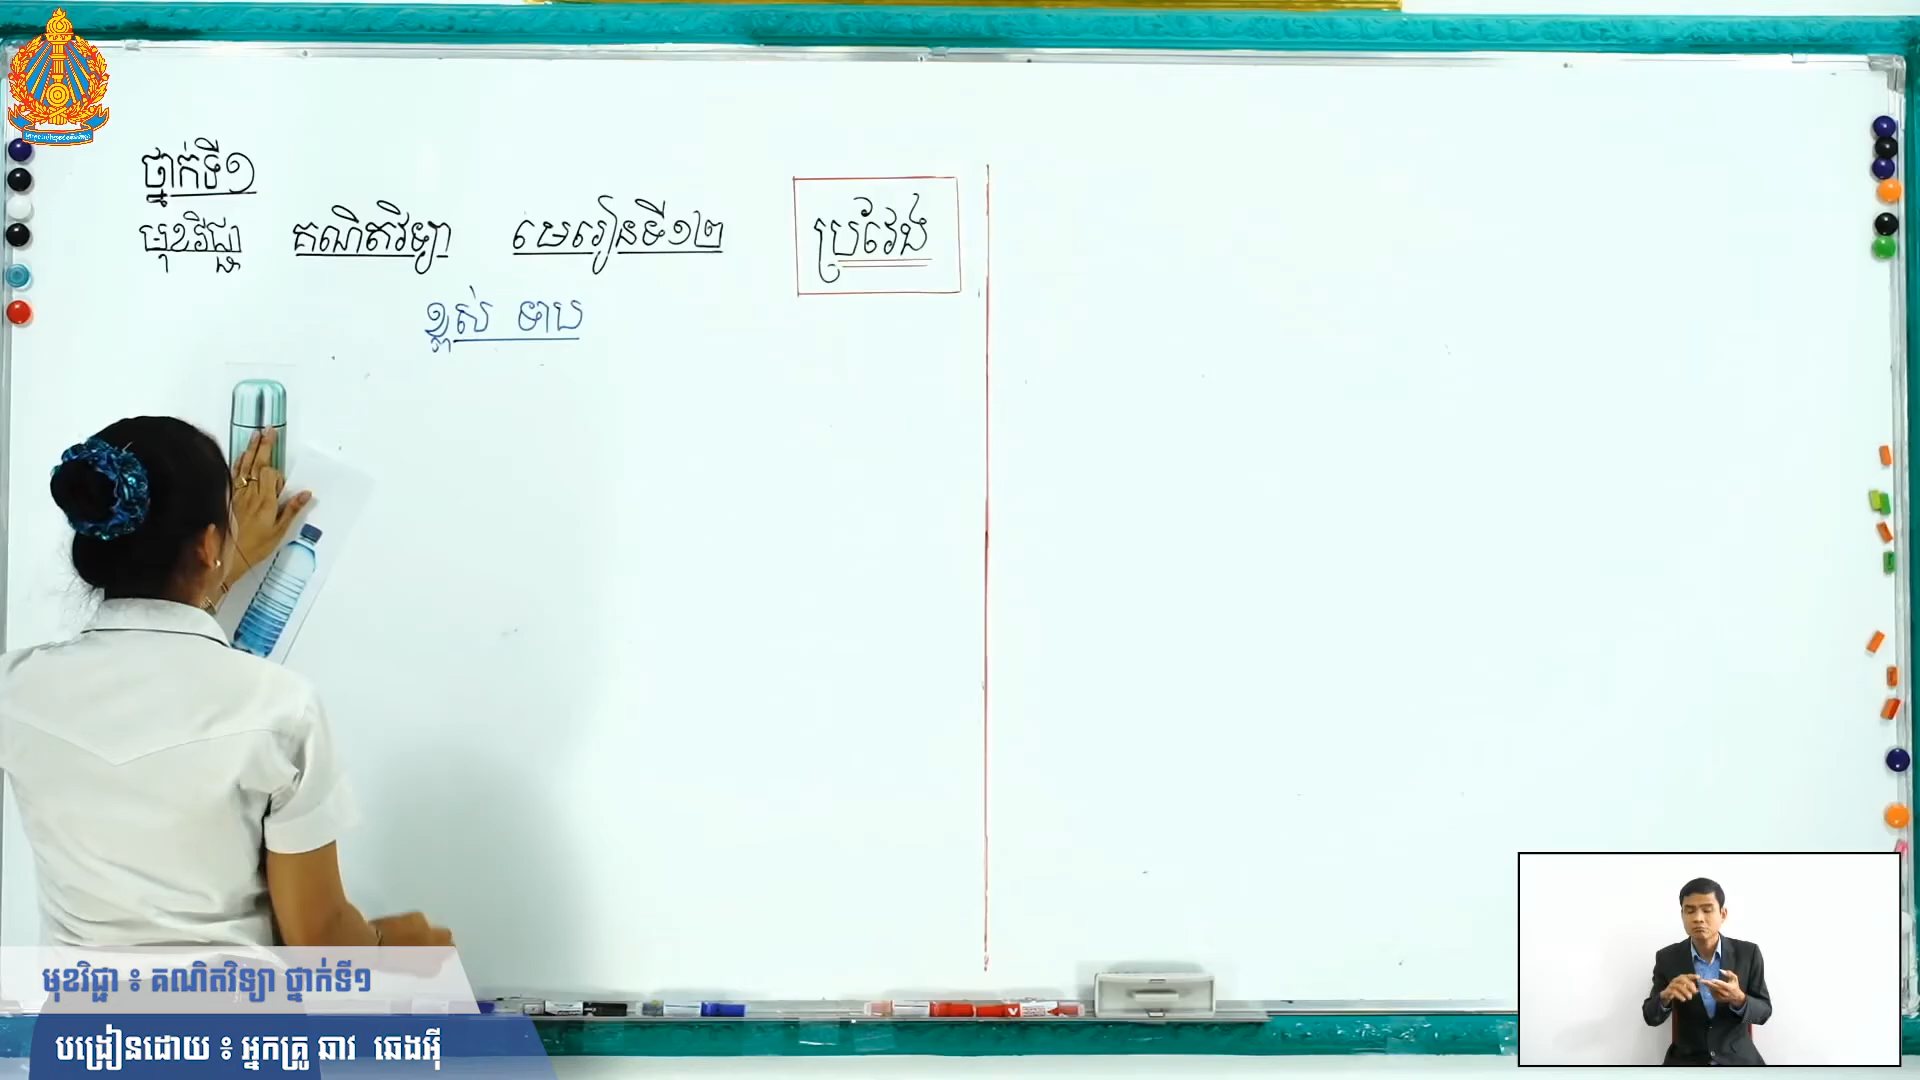 ថ្នាក់ទី១
មុខវិជ្ជា គណិតវិទ្យា មេរៀនទី១២ ប្រវែង
ខ្ពស់ ទាប
មុខវិជ្ជា ៖ គណិតវិទ្យា ថ្នាក់ទី១
បង្រៀនដោយ ៖ អ្នកគ្រូ ឆាវ ឆេងអ៊ី